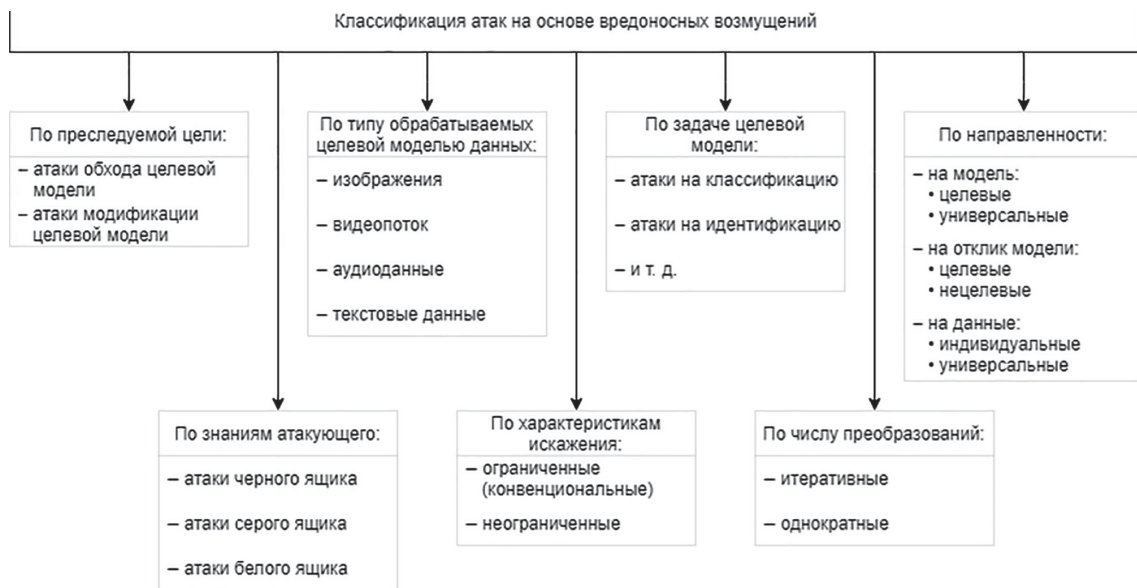 Классификация атак на основе вредоносных возмущений
По преследуемой цели:
– атаки обхода целевой
модели
– атаки модификации
целевой модели
По типу обрабатываемых
целевой моделью данных:
– изображения
– видеопоток
– аудиоданные
– текстовые данные
По задаче целевой
модели:
– атаки на классификацию
– атаки на идентификацию
– и т. д.
По направленности:
– на модель:
• целевые
• универсальные
– на отклик модели:
• целевые
• нецелевые
– на данные:
• индивидуальные
• универсальные
По знаниям атакующего:
– атаки черного ящика
– атаки серого ящика
– атаки белого ящика
По характеристикам
искажения:
– ограниченные
(конвенциональные)
– неограниченные
По числу преобразований:
– итеративные
– однократные